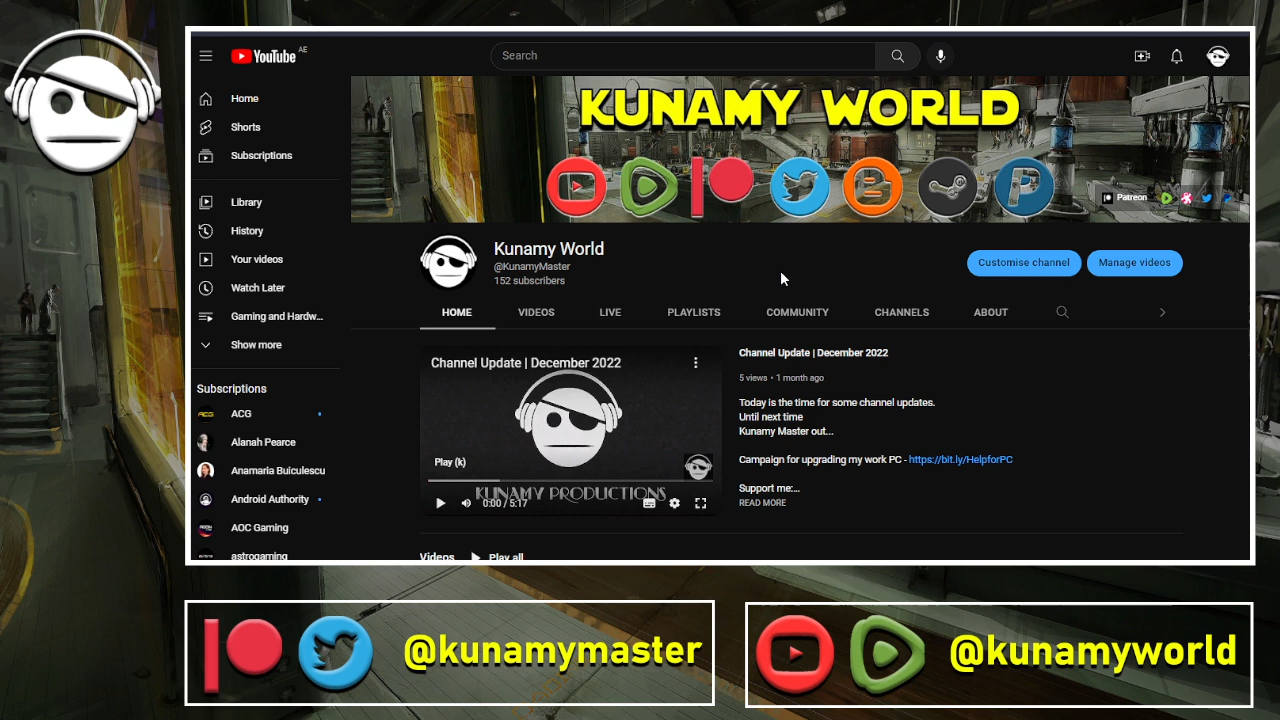 YouTube AE
Search
Home
Shorts
Subscriptions
Library
History
Your videos
Watch Later
Gaming and Hardw...
Show more
Subscriptions
ACG
Alanah Pearce
Anamaria Buiculescu
Android Authority
AOC Gaming
astrogaming
KUNAMY WORLD
Patreon
Kunamy World
@KunamyMaster
152 subscribers
Customise channel
Manage videos
HOME
VIDEOS
LIVE
PLAYLISTS
COMMUNITY
CHANNELS
ABOUT
Channel Update | December 2022
Play (k)
KUNAMY PRODUCTIONS
0:00 / 5:17
Channel Update | December 2022
5 views • 1 month ago
Today is the time for some channel updates.
Until next time
Kunamy Master out...
Campaign for upgrading my work PC - https://bit.ly/HelpforPC
Support me:...
READ MORE
Videos
Play all
@kunamymaster
@kunamyworld